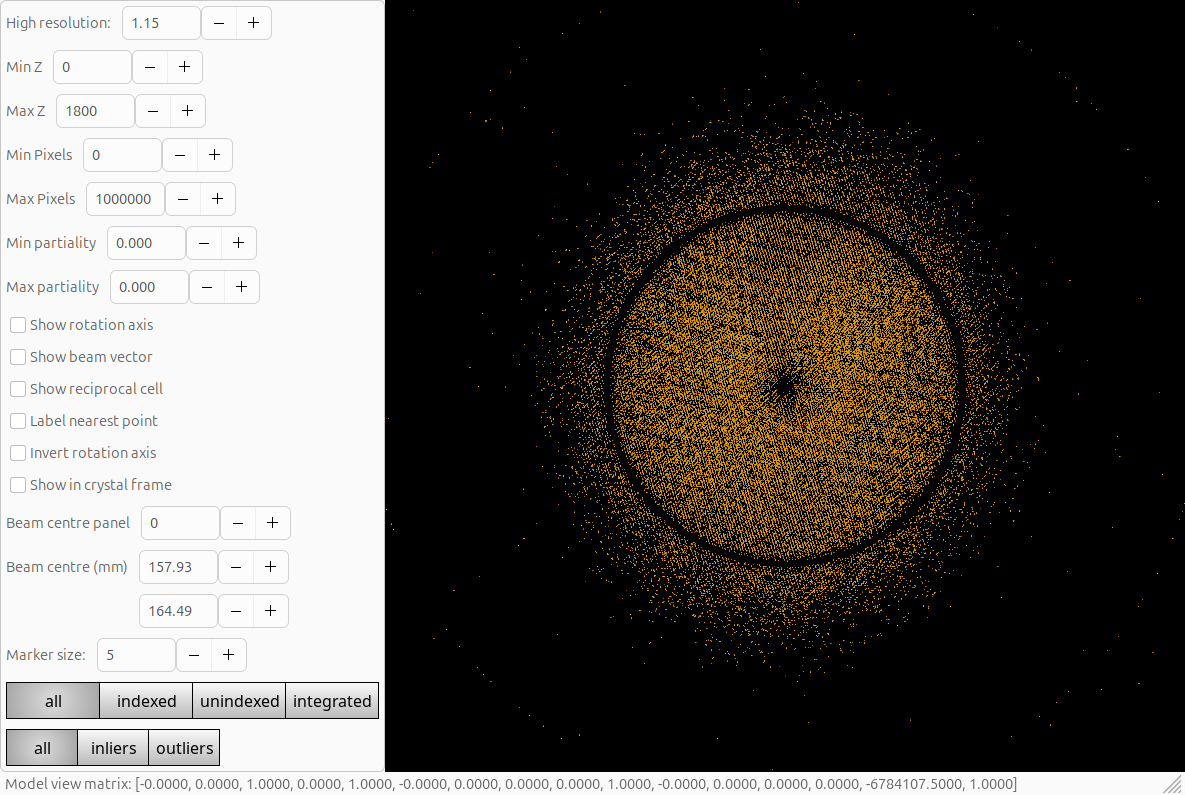 High resolution: 1.15 − +
Min Z 0 − +
Max Z 1800 − +
Min Pixels 0 − +
Max Pixels 1000000 − +
Min partiality 0.000 − +
Max partiality 0.000 − +
Show rotation axis
Show beam vector
Show reciprocal cell
Label nearest point
Invert rotation axis
Show in crystal frame
Beam centre panel 0 − +
Beam centre (mm) 157.93 − +
164.49 − +
Marker size: 5 − +
all indexed unindexed integrated
all inliers outliers
Model view matrix: [-0.0000, 0.0000, 1.0000, 0.0000, 1.0000, -0.0000, 0.0000, 0.0000, 0.0000, 1.0000, -0.0000, 0.0000, 0.0000, 0.0000, -6784107.5000, 1.0000]